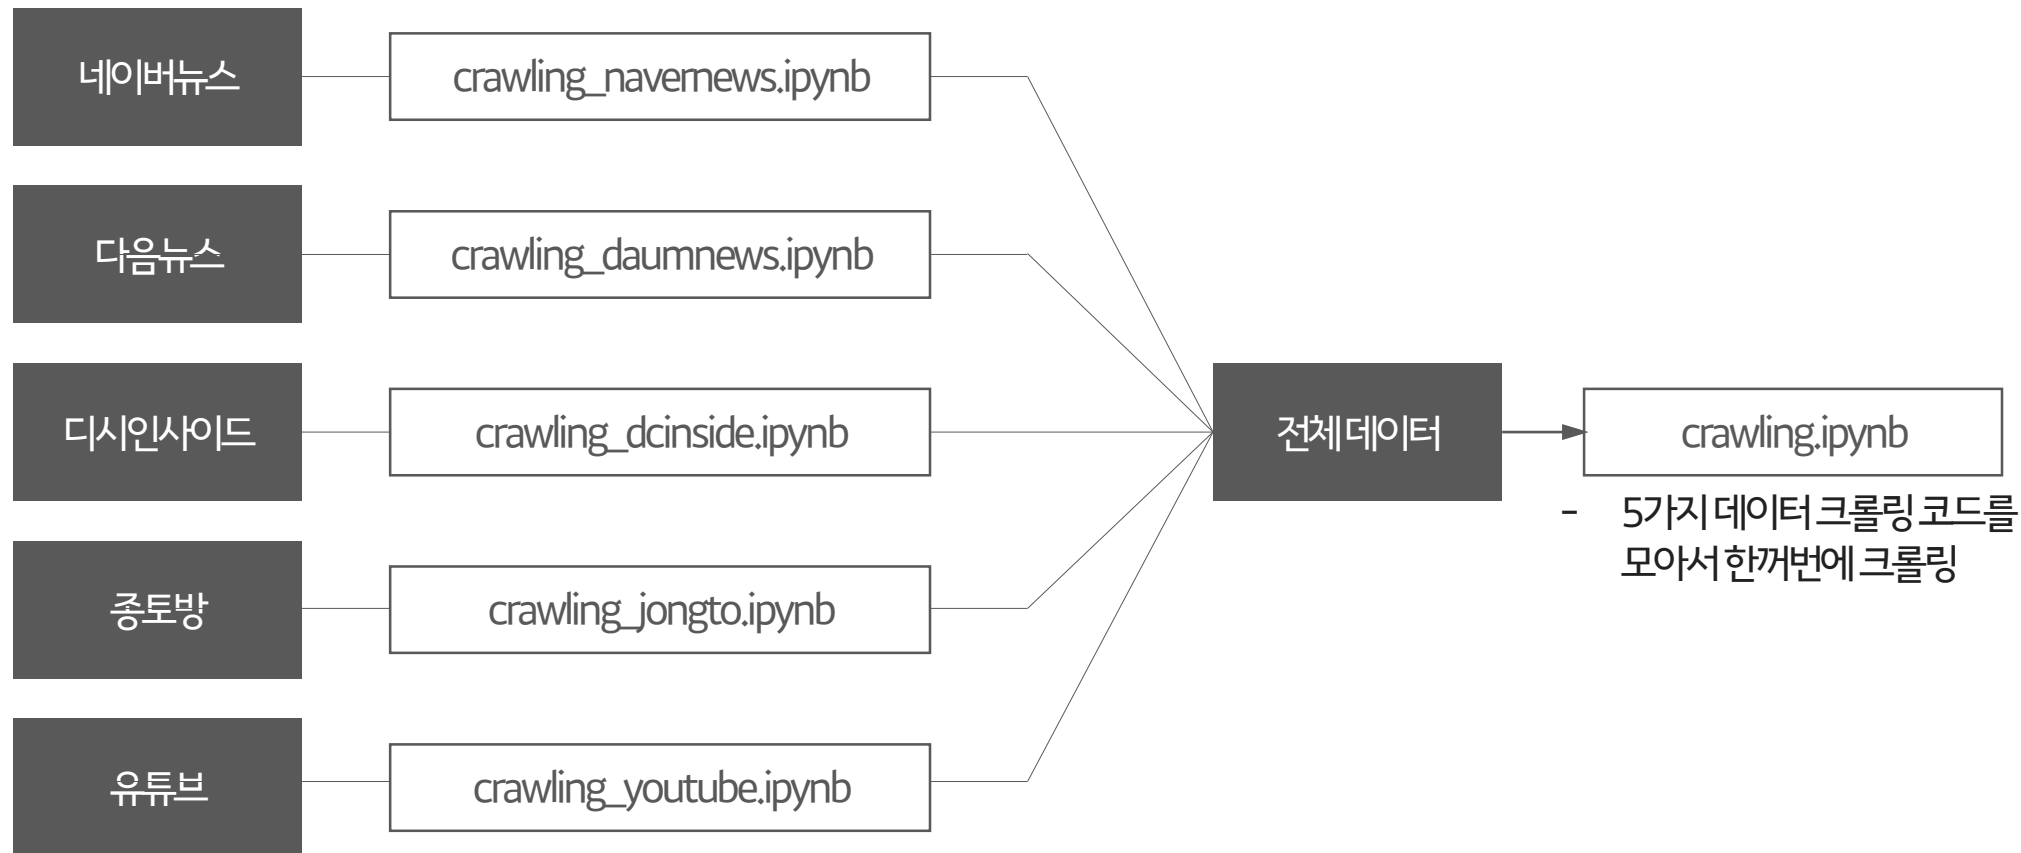 네이버뉴스
crawling_navernews.ipynb
다음뉴스
crawling_daumnews.ipynb
디시인사이드
crawling_dcinside.ipynb
전체 데이터
crawling.ipynb
- 5가지 데이터 크롤링 코드를
모아서 한꺼번에 크롤링
종토방
crawling_jongto.ipynb
유튜브
crawling_youtube.ipynb